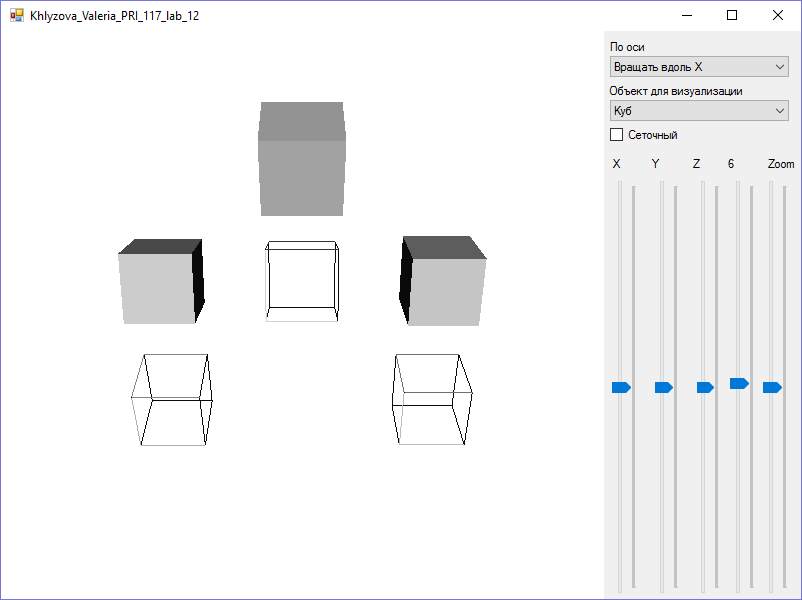 Khlyzova_Valeria_PRI_117_lab_12
По оси
Вращать вдоль X
Объект для визуализации
Куб
Сеточный
X Y Z 6 Zoom